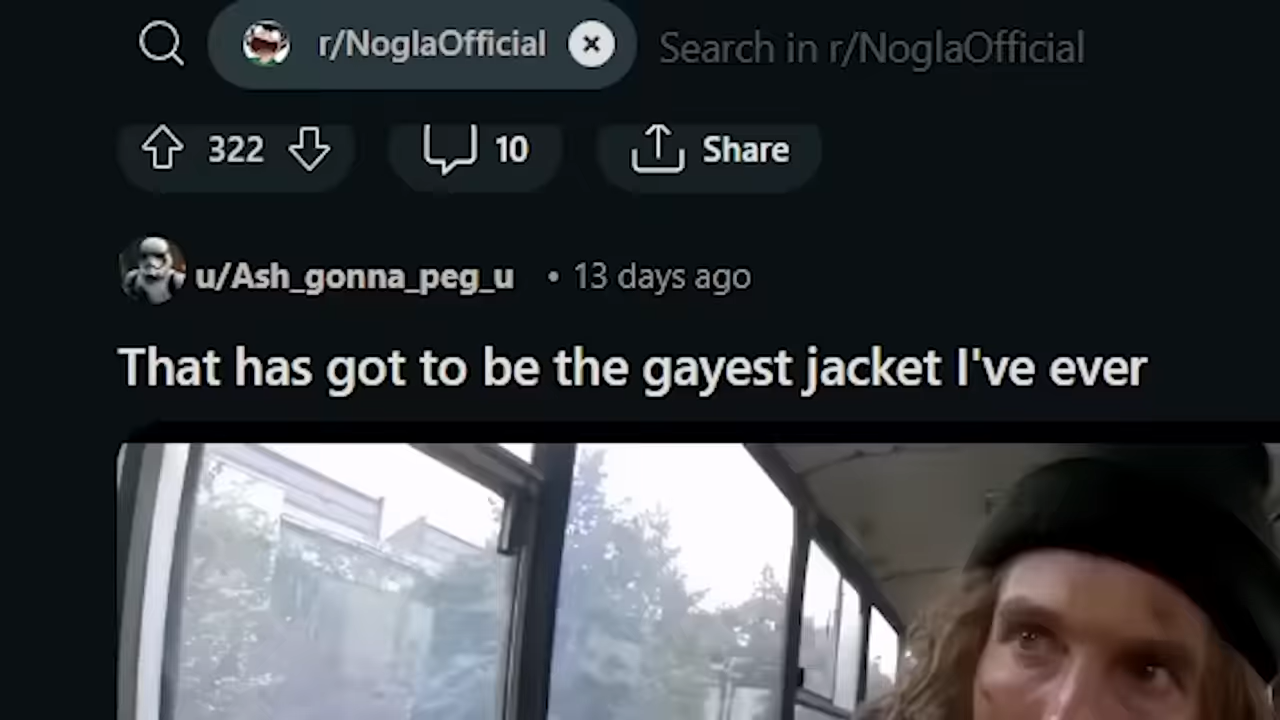 r/NoglaOfficial Search in r/NoglaOfficial
322 10 Share
u/Ash_gonna_peg_u • 13 days ago
That has got to be the gayest jacket I've ever